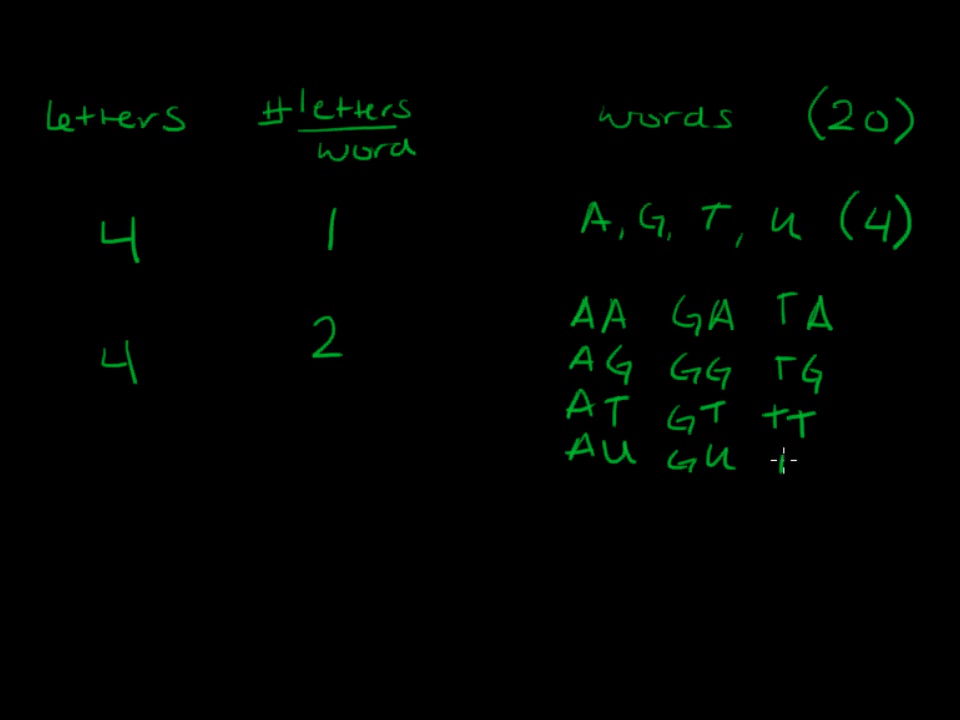 letters #letters words (20)
word
4 1 A, G, T, U (4)
AA GA TA
4 2
AG GG TG
AT GT TT
AU GU